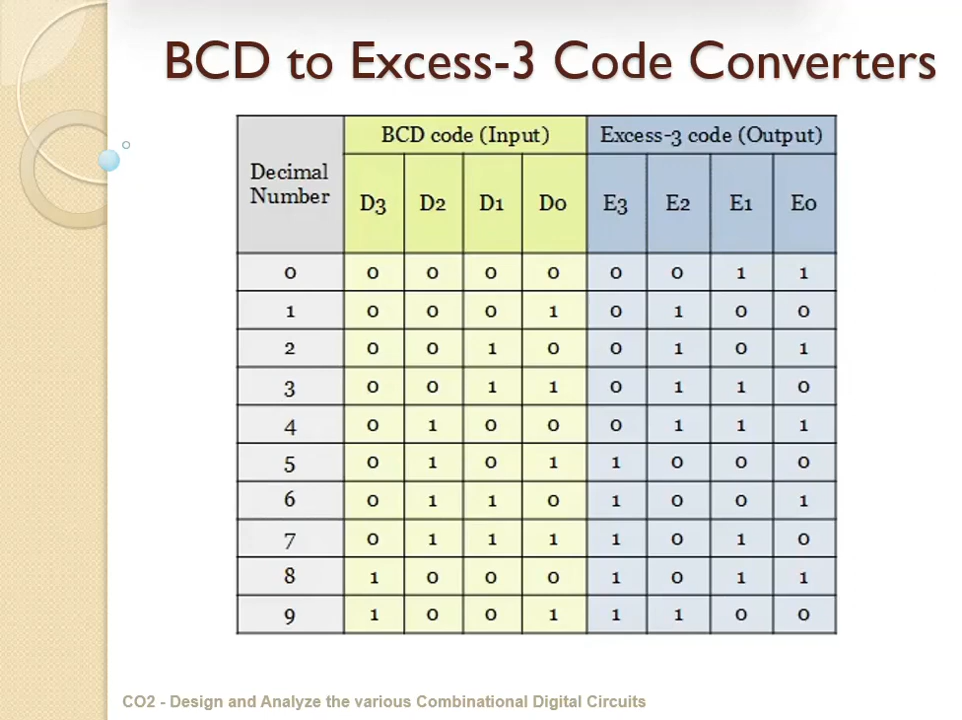 BCD to Excess-3 Code Converters
Decimal Number BCD code (Input) Excess-3 code (Output)
D3 D2 D1 D0 E3 E2 E1 E0
0 0 0 0 0 0 0 1 1
1 0 0 0 1 0 1 0 0
2 0 0 1 0 0 1 0 1
3 0 0 1 1 0 1 1 0
4 0 1 0 0 0 1 1 1
5 0 1 0 1 1 0 0 0
6 0 1 1 0 1 0 0 1
7 0 1 1 1 1 0 1 0
8 1 0 0 0 1 0 1 1
9 1 0 0 1 1 1 0 0
CO2 - Design and Analyze the various Combinational Digital Circuits